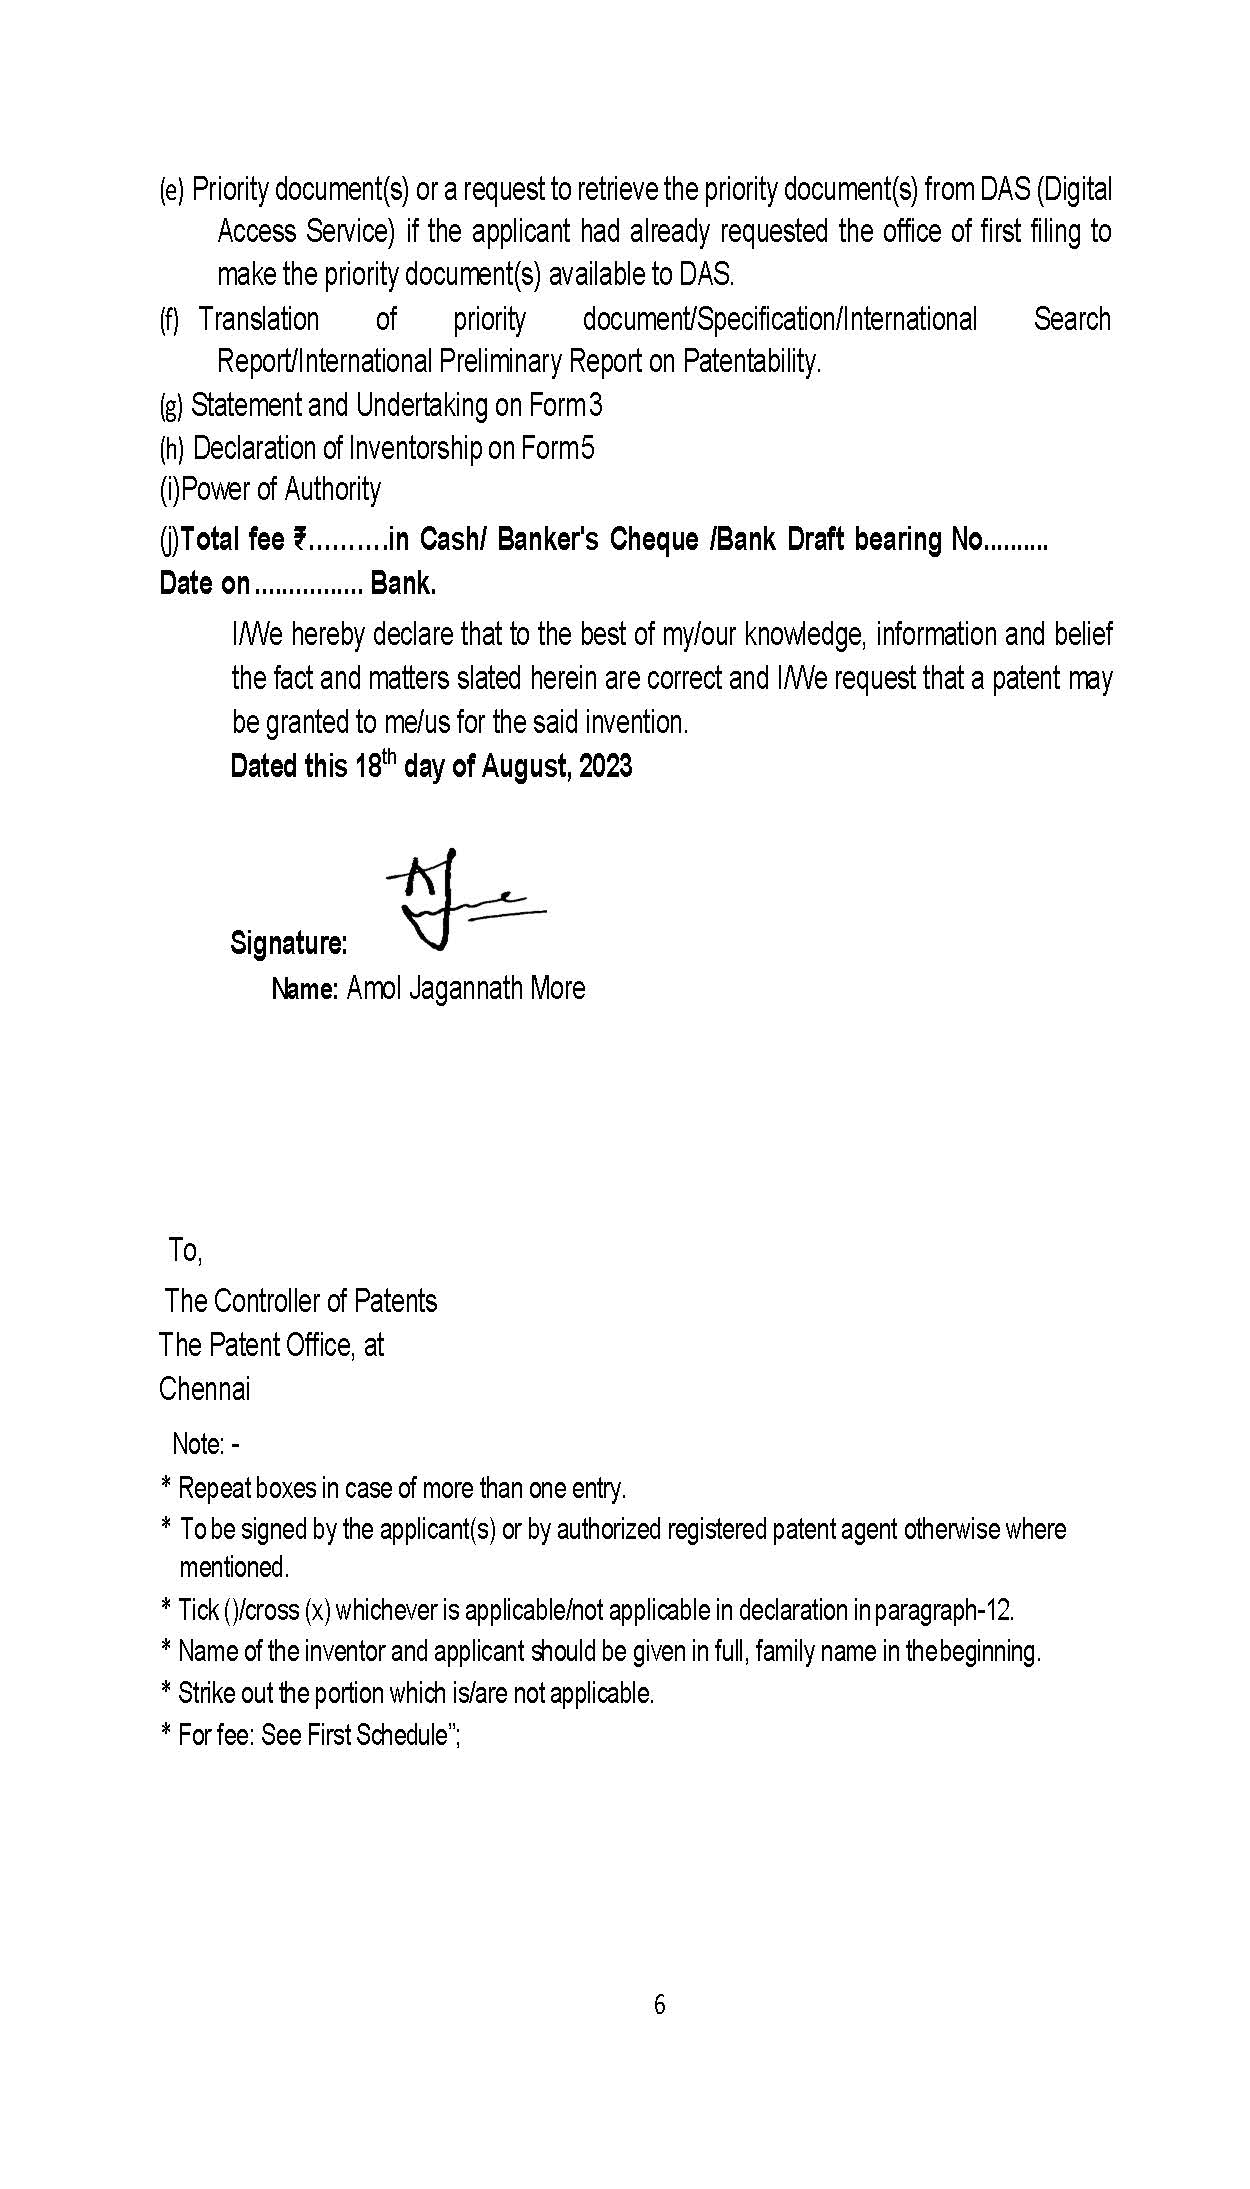 (e) Priority document(s) or a request to retrieve the priority document(s) from DAS (Digital
Access Service) if the applicant had already requested the office of first filing to
make the priority document(s) available to DAS.
(f) Translation of priority document/Specification/International Search
Report/International Preliminary Report on Patentability.
(g) Statement and Undertaking on Form 3
(h) Declaration of Inventorship on Form 5
(i)Power of Authority
(j)Total fee ₹……….in Cash/ Banker's Cheque /Bank Draft bearing No..........
Date on ................ Bank.
I/We hereby declare that to the best of my/our knowledge, information and belief
the fact and matters slated herein are correct and I/We request that a patent may
be granted to me/us for the said invention.
Dated this 18th day of August, 2023
Signature:
Name: Amol Jagannath More
To,
The Controller of Patents
The Patent Office, at
Chennai
Note: -
* Repeat boxes in case of more than one entry.
* To be signed by the applicant(s) or by authorized registered patent agent otherwise where
mentioned.
* Tick ()/cross (x) whichever is applicable/not applicable in declaration in paragraph-12.
* Name of the inventor and applicant should be given in full, family name in the beginning.
* Strike out the portion which is/are not applicable.
* For fee: See First Schedule”;
6